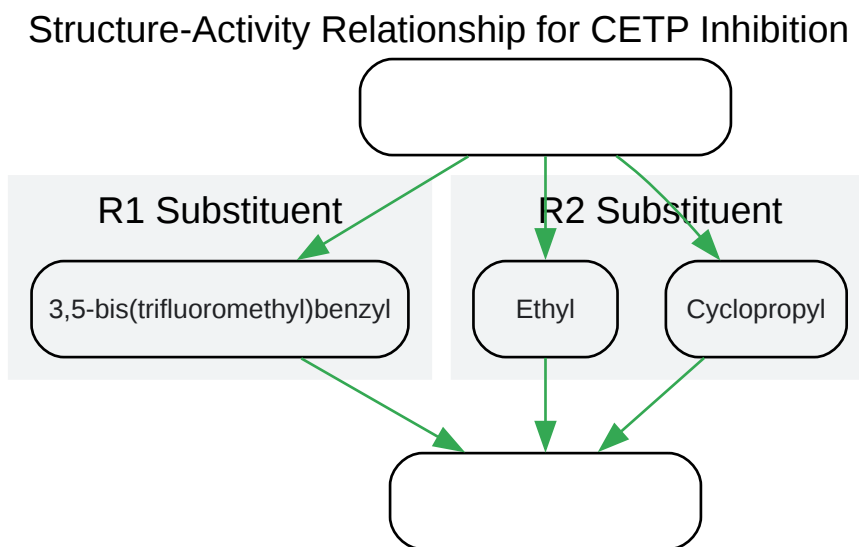 Structure-Activity Relationship for CETP Inhibition
R1 Substituent
R2 Substituent
3,5-bis(trifluoromethyl)benzyl
Ethyl
Cyclopropyl